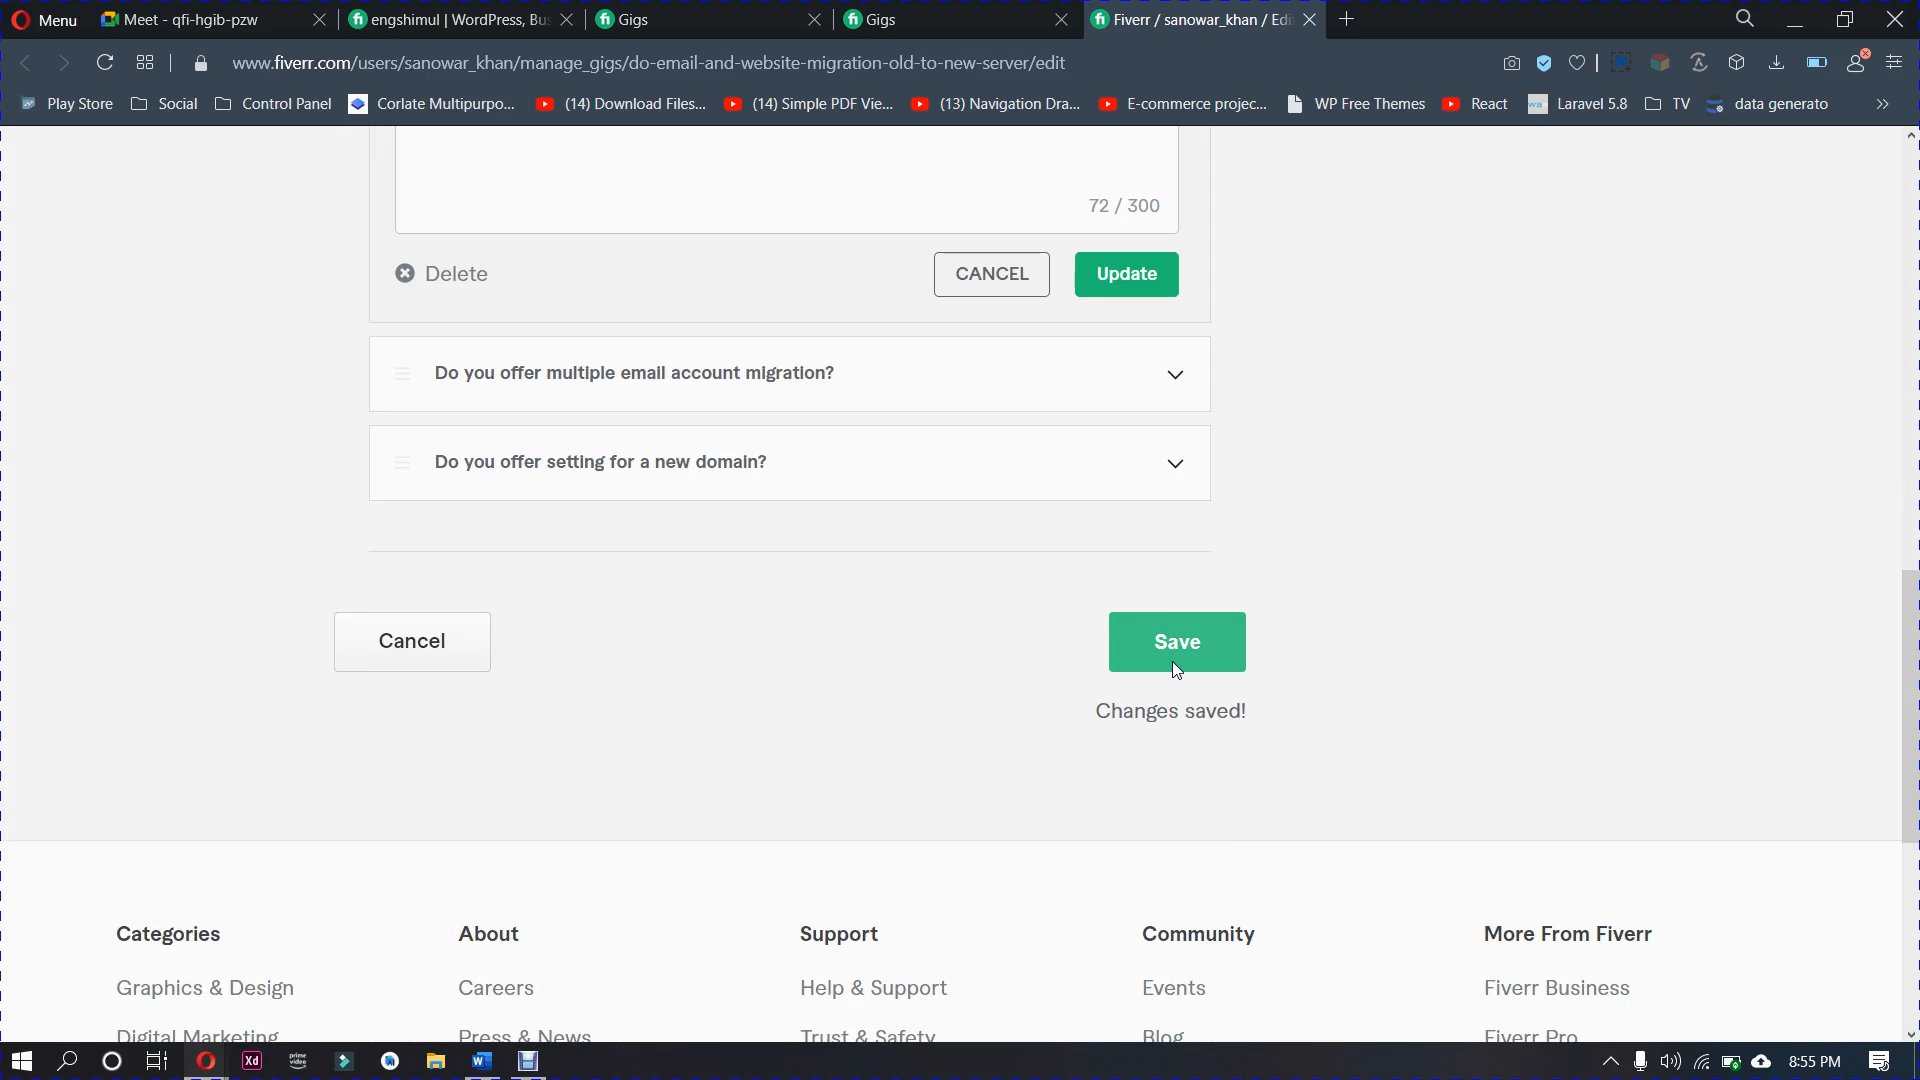 Menu
Meet - qfi-hgib-pzw
engshimul | WordPress, Bus
Gigs
Gigs
Fiverr / sanowar_khan / Edi
www.fiverr.com/users/sanowar_khan/manage_gigs/do-email-and-website-migration-old-to-new-server/edit
Play Store
Social
Control Panel
Corlate Multipurpo...
(14) Download Files...
(14) Simple PDF Vie...
(13) Navigation Dra...
E-commerce projec...
WP Free Themes
React
Laravel 5.8
TV
data generato
72 / 300
Delete
CANCEL
Update
Do you offer multiple email account migration?
Do you offer setting for a new domain?
Cancel
Save
Changes saved!
Categories
About
Support
Community
More From Fiverr
Graphics & Design
Careers
Help & Support
Events
Fiverr Business
Digital Marketing
Press & News
Trust & Safety
Blog
Fiverr Pro
Xd
prime video
W
8:55 PM